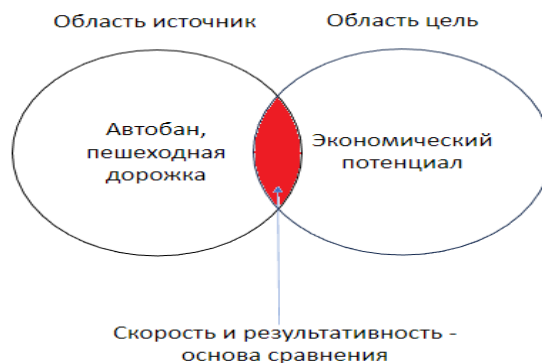 Область источник
Область цель
Автобан,
пешеходная
дорожка
Экономический
потенциал
Скорость и результативность -
основа сравнения